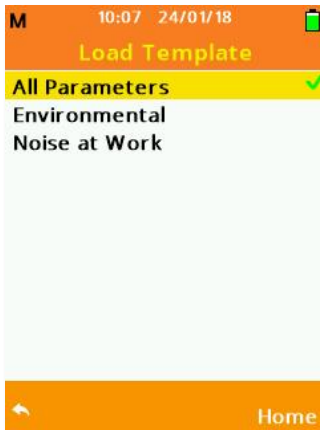 M 10:07 24/01/18
Load Template
All Parameters
Environmental
Noise at Work
Home